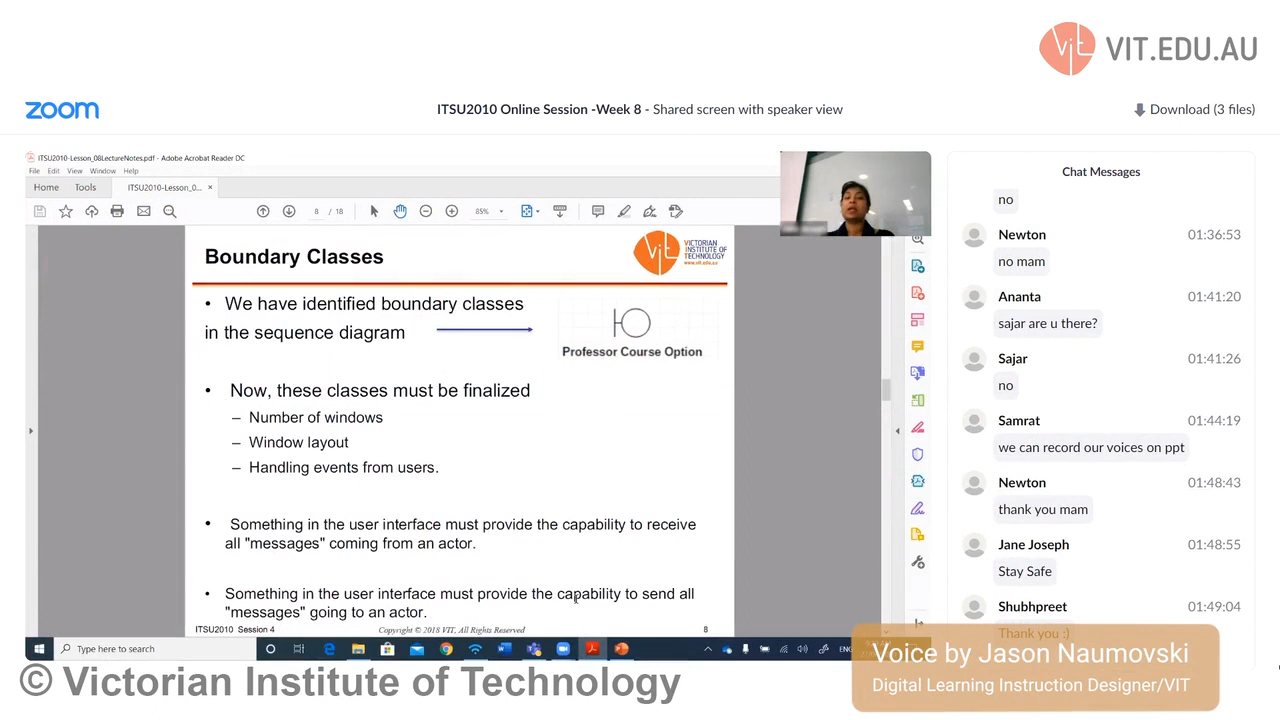 Vit VIT.EDU.AU
zoom
ITSU2010 Online Session -Week 8 - Shared screen with speaker view
Download (3 files)
ITSU2010-Lesson_08LectureNotes.pdf - Adobe Acrobat Reader DC
File Edit View Window Help
Home Tools ITSU2010-Lesson_0... ×
8 / 18 85%
Boundary Classes
Vit VICTORIAN
INSTITUTE OF
TECHNOLOGY
www.vit.edu.au
• We have identified boundary classes
in the sequence diagram
Professor Course Option
• Now, these classes must be finalized
– Number of windows
– Window layout
– Handling events from users.
• Something in the user interface must provide the capability to receive
all "messages" coming from an actor.
• Something in the user interface must provide the capability to send all
"messages" going to an actor.
ITSU2010 Session 4 Copyright © 2018 VIT, All Rights Reserved 8
Type here to search
ENG
Chat Messages
no
Newton 01:36:53
no mam
Ananta 01:41:20
sajar are u there?
Sajar 01:41:26
no
Samrat 01:44:19
we can record our voices on ppt
Newton 01:48:43
thank you mam
Jane Joseph 01:48:55
Stay Safe
Shubhpreet 01:49:04
Thank you :)
Voice by Jason Naumovski
Digital Learning Instruction Designer/VIT
© Victorian Institute of Technology